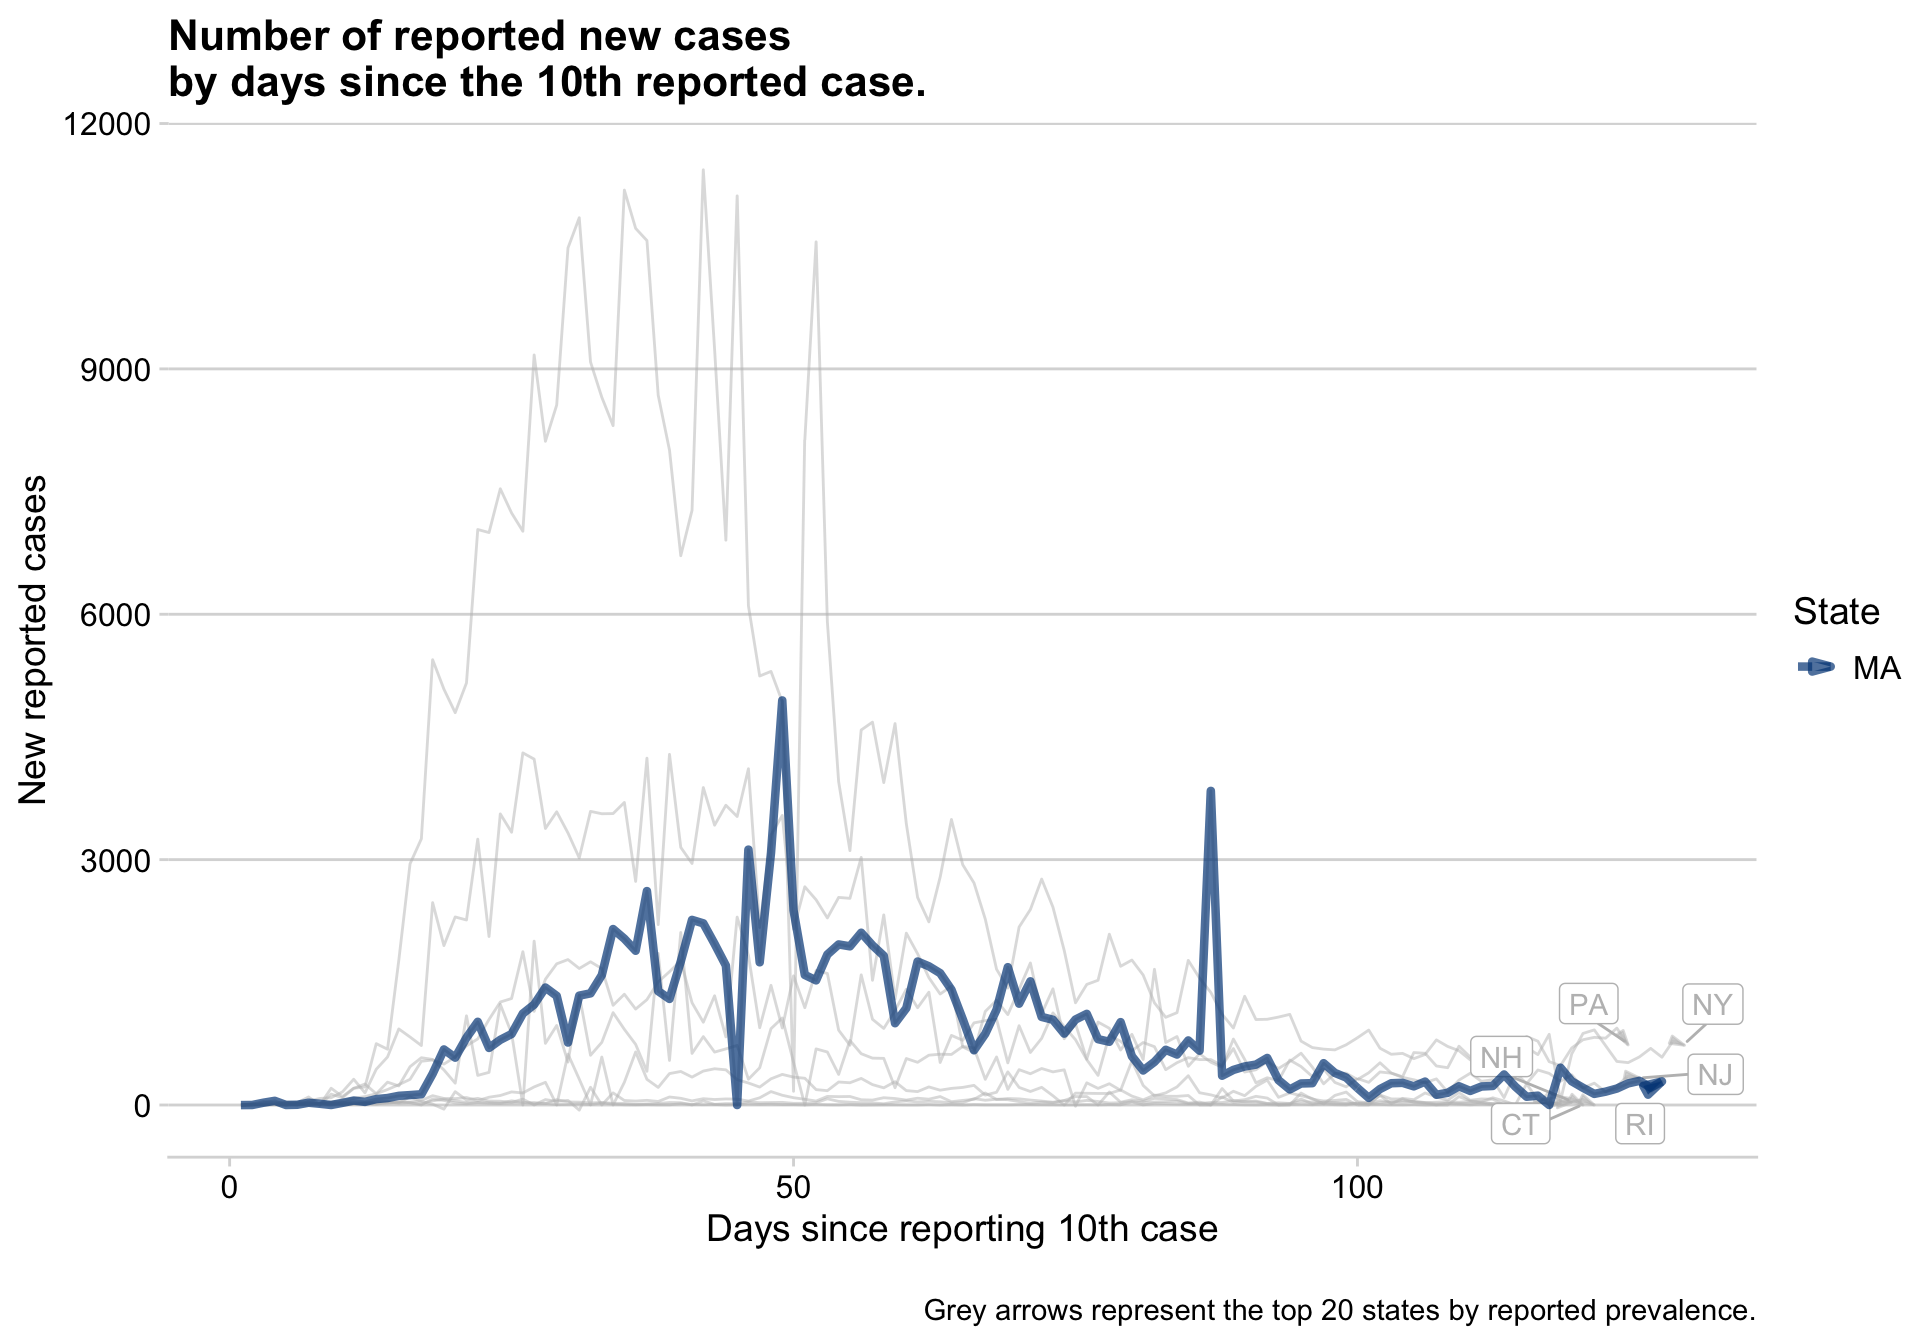 Number of reported new cases
by days since the 10th reported case.
12000
9000
6000
3000
0
New reported cases
PA
NY
NH
NJ
CT
RI
State
MA
0
50
100
Days since reporting 10th case
Grey arrows represent the top 20 states by reported prevalence.